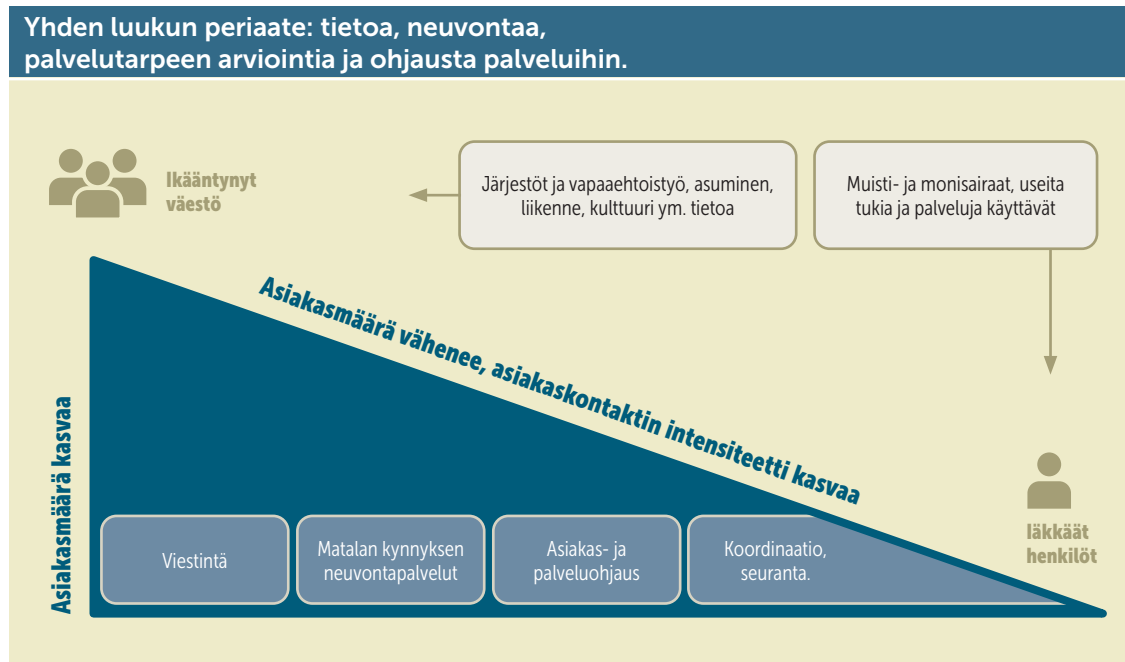 Yhden luukun periaate: tietoa, neuvontaa,
palvelutarpeen arviointia ja ohjausta palveluihin.
Ikääntynyt
väestö
Järjestöt ja vapaaehtoistyö, asuminen,
liikenne, kulttuuri ym. tietoa
Muisti- ja monisairaat, useita
tukia ja palveluja käyttävät
Asiakasmäärä vähenee, asiakaskontaktin intensiteetti kasvaa
Asiakasmäärä kasvaa
Viestintä
Matalan kynnyksen
neuvontapalvelut
Asiakas- ja
palveluohjaus
Koordinaatio,
seuranta.
Iäkkäät
henkilöt